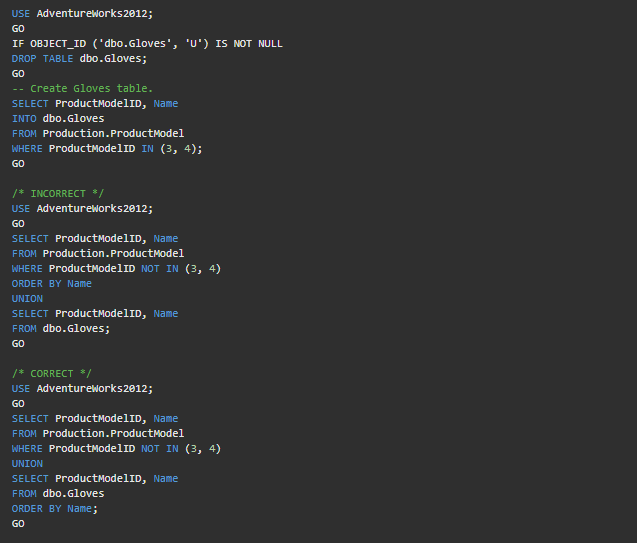 USE AdventureWorks2012;
GO
IF OBJECT_ID ('dbo.Gloves', 'U') IS NOT NULL
DROP TABLE dbo.Gloves;
GO
-- Create Gloves table.
SELECT ProductModelID, Name
INTO dbo.Gloves
FROM Production.ProductModel
WHERE ProductModelID IN (3, 4);
GO

/* INCORRECT */
USE AdventureWorks2012;
GO
SELECT ProductModelID, Name
FROM Production.ProductModel
WHERE ProductModelID NOT IN (3, 4)
ORDER BY Name
UNION
SELECT ProductModelID, Name
FROM dbo.Gloves;
GO

/* CORRECT */
USE AdventureWorks2012;
GO
SELECT ProductModelID, Name
FROM Production.ProductModel
WHERE ProductModelID NOT IN (3, 4)
UNION
SELECT ProductModelID, Name
FROM dbo.Gloves
ORDER BY Name;
GO